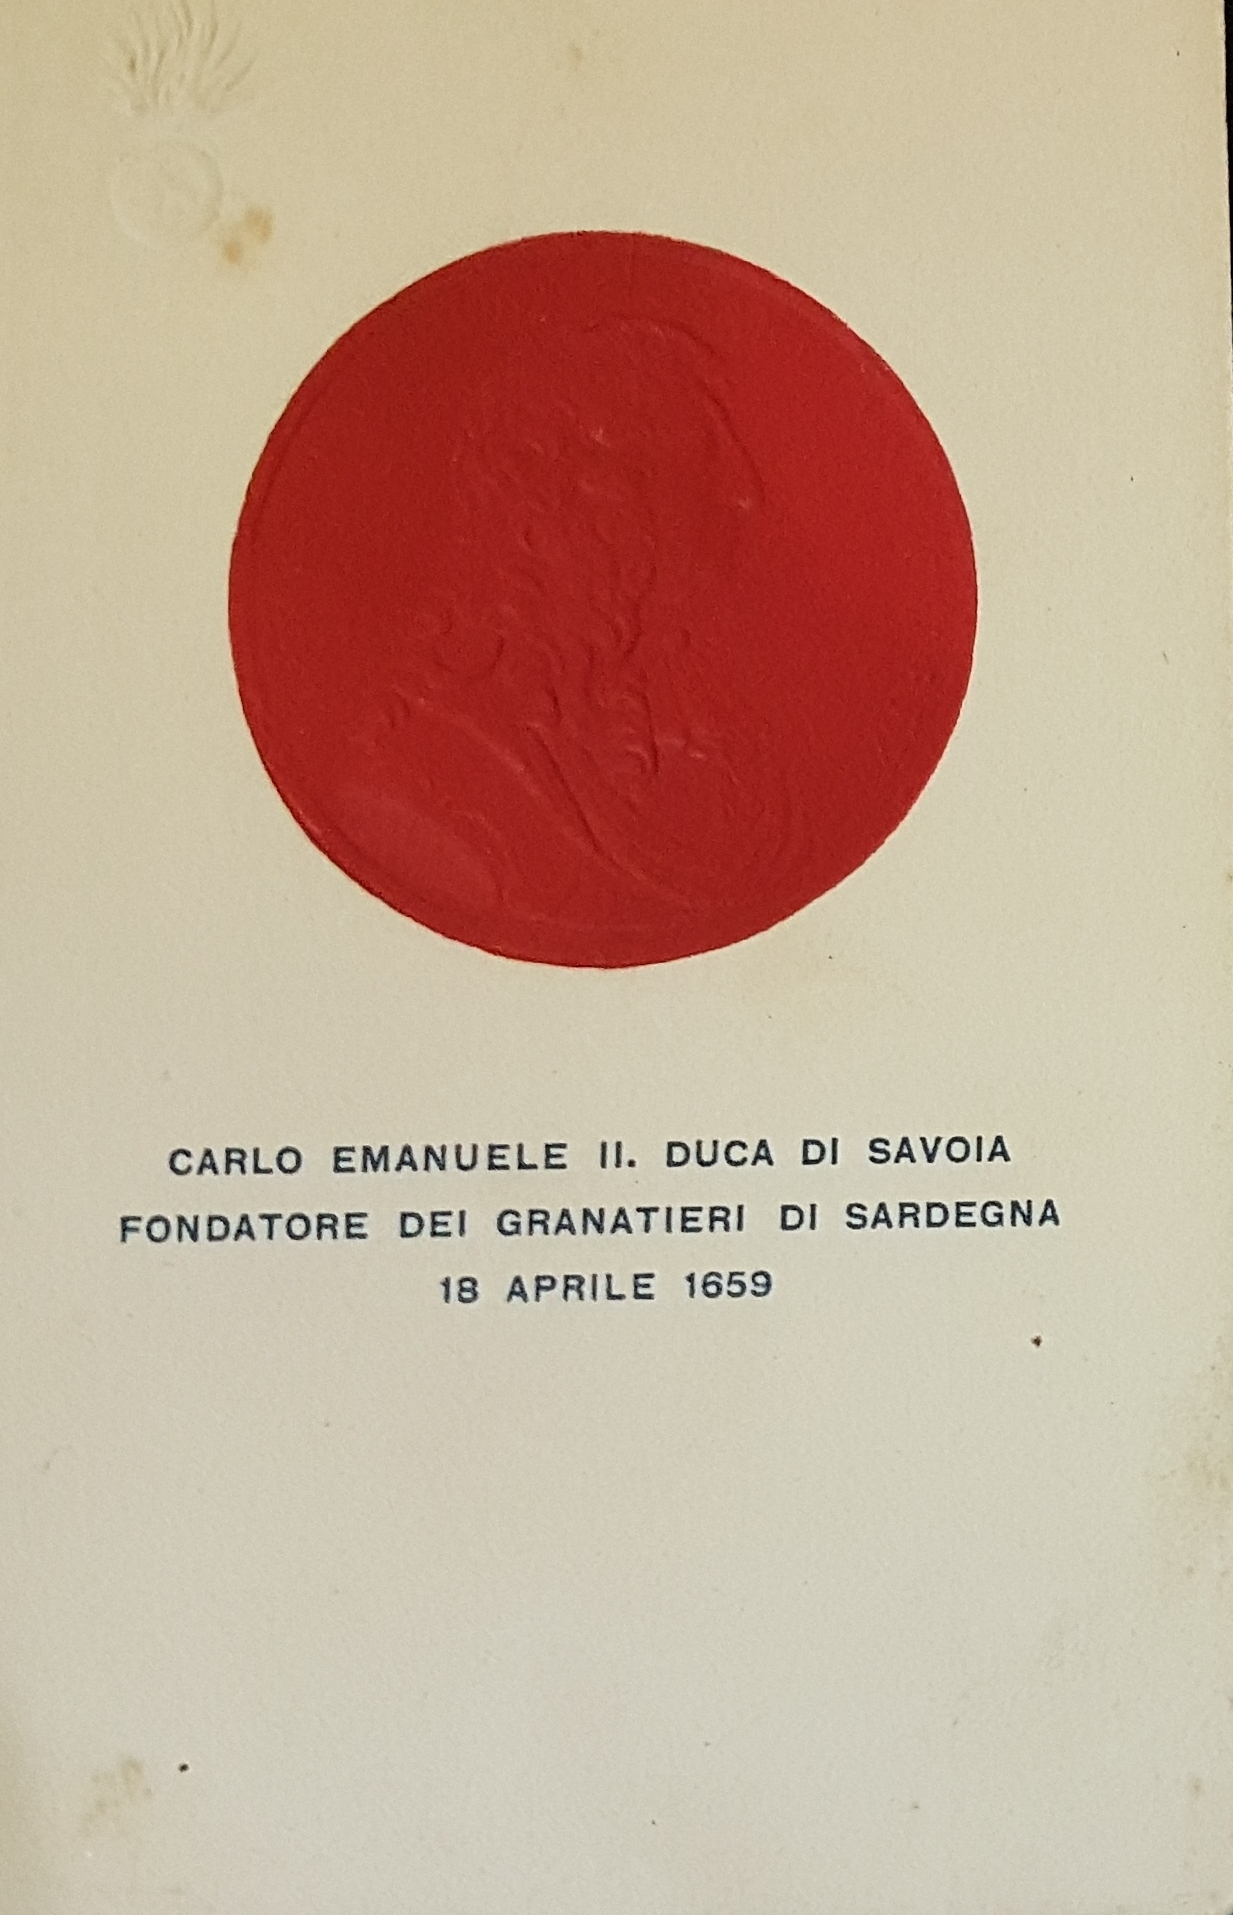 CARLO EMANUELE II. DUCA DI SAVOIA
FONDATORE DEI GRANATIERI DI SARDEGNA
18 APRILE 1659